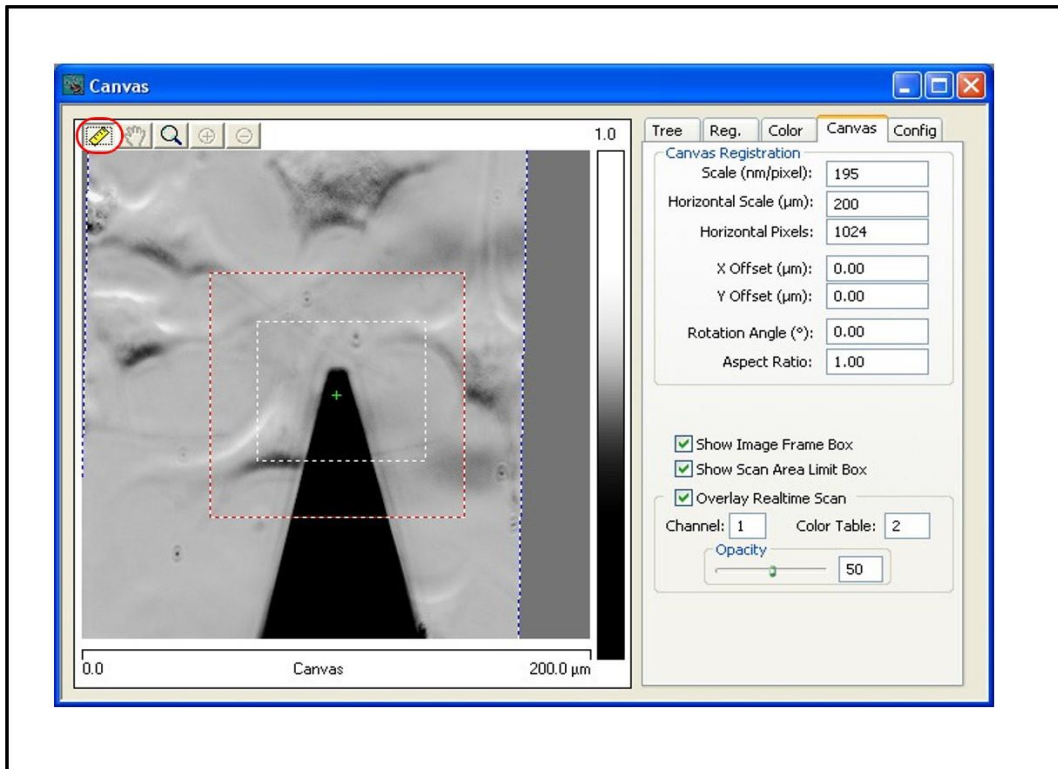 Canvas
1.0
Tree Reg. Color Canvas Config
Canvas Registration
Scale (nm/pixel): 195
Horizontal Scale (µm): 200
Horizontal Pixels: 1024
X Offset (µm): 0.00
Y Offset (µm): 0.00
Rotation Angle (°): 0.00
Aspect Ratio: 1.00
Show Image Frame Box
Show Scan Area Limit Box
Overlay Realtime Scan
Channel: 1 Color Table: 2
Opacity
50
0.0 Canvas 200.0 µm